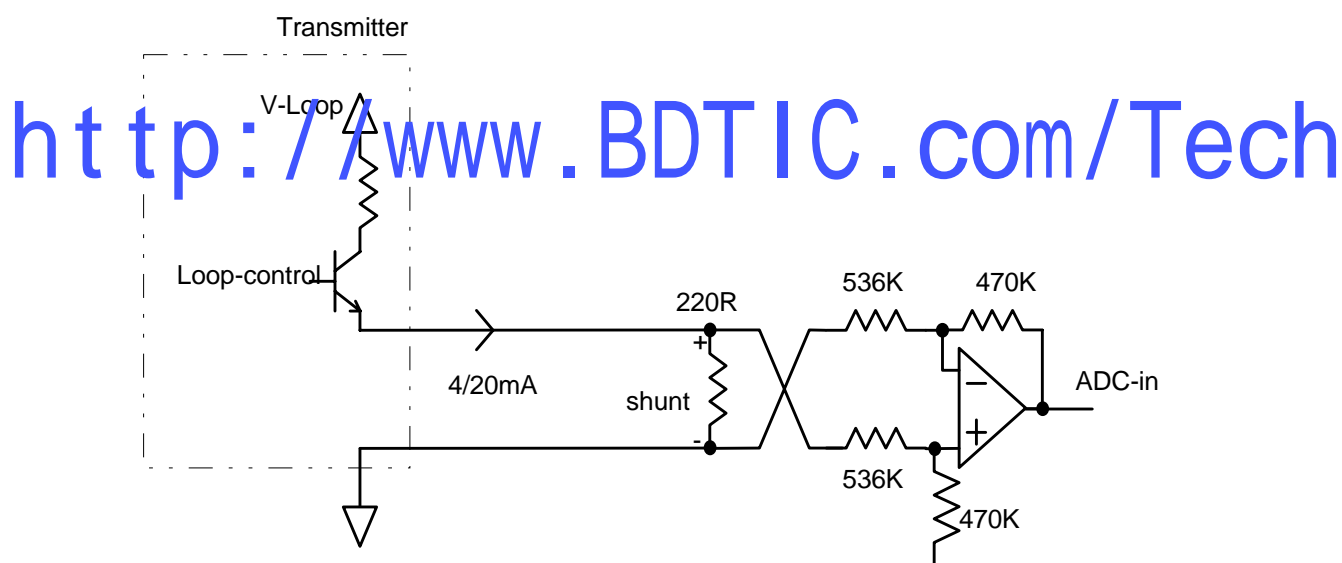 Transmitter
V-Loop
http://www.BDTIC.com/Tech
Loop-control
536K
470K
220R
+
4/20mA
shunt
-
−
ADC-in
+
536K
470K